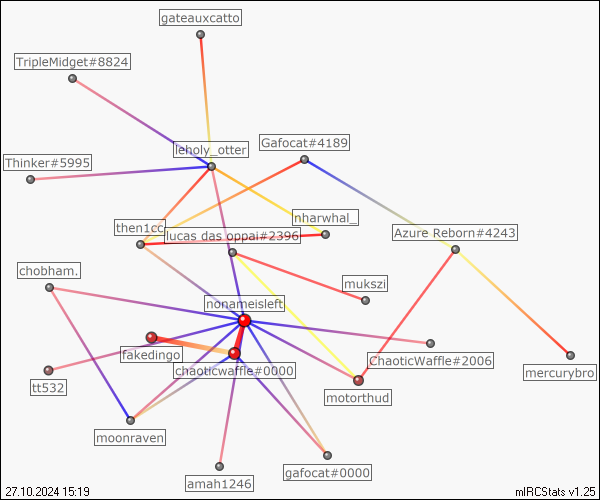 gateauxcatto
TripleMidget#8824
Gafocat#4189
leholy_otter
Thinker#5995
nharwhal_
then1cc
lucas das oppai#2396
Azure Reborn#4243
chobham.
mukszi
nonameisleft
fakedingo
ChaoticWaffle#2006
chaoticwaffle#0000
mercurybro
tt532
motorthud
moonraven
gafocat#0000
amah1246
27.10.2024 15:19
mIRCStats v1.25